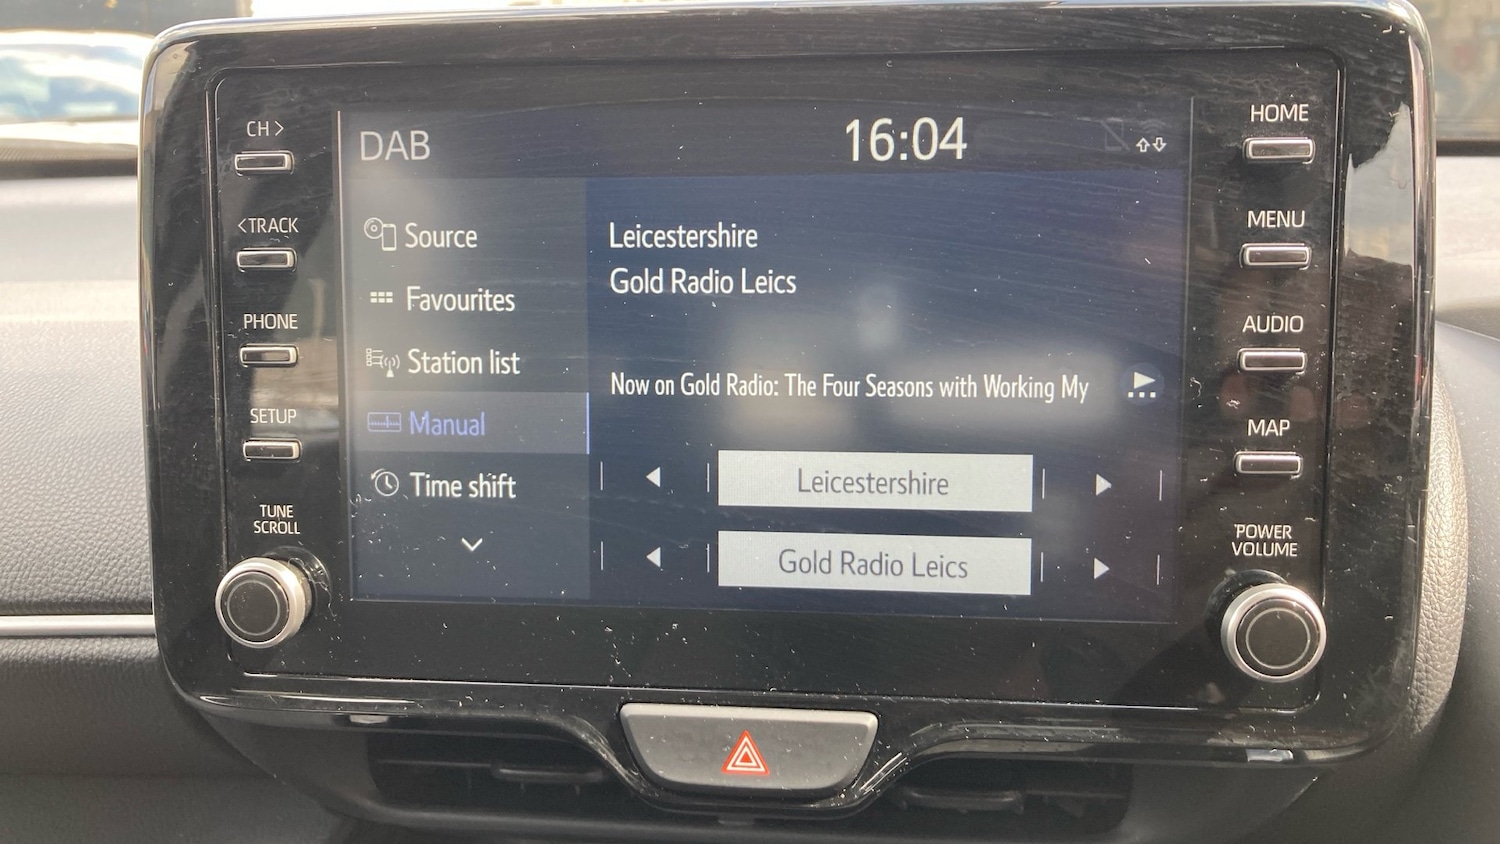 CH >
<TRACK
PHONE
SETUP
TUNE
SCROLL
DAB
16:04
Source
Favourites
Station list
Manual
Time shift
Leicestershire
Gold Radio Leics
Now on Gold Radio: The Four Seasons with Working My
Leicestershire
Gold Radio Leics
HOME
MENU
AUDIO
MAP
POWER
VOLUME